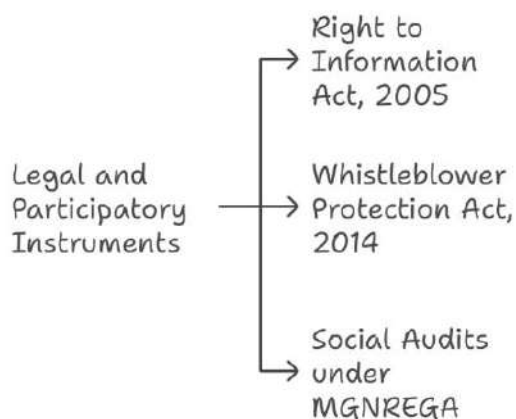 Right to
Information
Act, 2005
Legal and
Participatory
Instruments
Whistleblower
Protection Act,
2014
Social Audits
under
MGNREGA